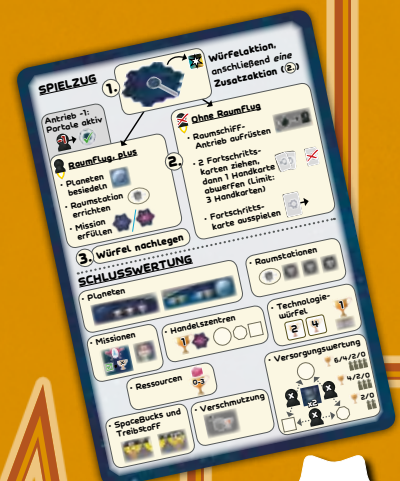 SPIELZUG
1.
Würfelaktion,
anschließend eine
Zusatzaktion (2.)
Antrieb -1:
Portale aktiv
Raumflug, plus
· Planeten
besiedeln
· Raumstation
errichten
· Mission
erfüllen
2.
Ohne Raumflug
· Raumschiff-
Antrieb aufrüsten
· 2 Fortschritts-
karten ziehen,
dann 1 Handkarte
abwerfen (Limit:
3 Handkarten)
· Fortschritts-
karte ausspielen
3. Würfel nachlegen
SCHLUSSWERTUNG
· Planeten
· Raumstationen
· Missionen
· Handelszentren
1
· Technologie-
würfel
1
2 4
· Ressourcen
0-3
· Versorgungswertung
6/4/2/0
4/2/0
2/0
x2
· SpaceBucks und
Treibstoff
· Verschmutzung